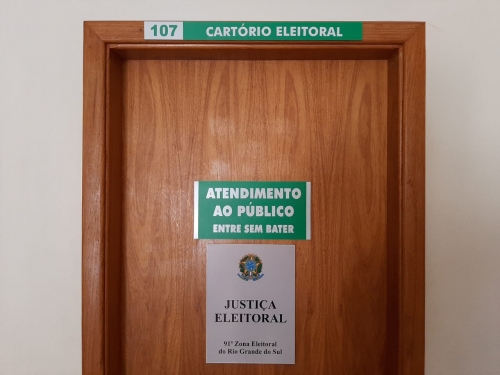 107 CARTÓRIO ELEITORAL
ATENDIMENTO
AO PÚBLICO
ENTRE SEM BATER
JUSTIÇA
ELEITORAL
91ª Zona Eleitoral
do Rio Grande do Sul